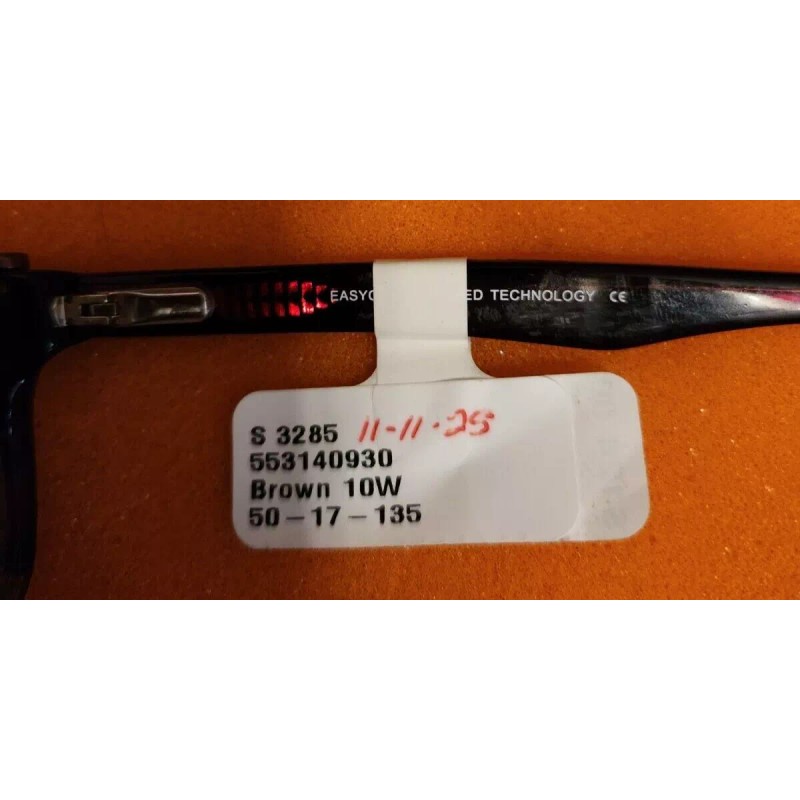 EASYC ED TECHNOLOGY CE
S 3285 11-11-25
553140930
Brown 10W
50-17-135